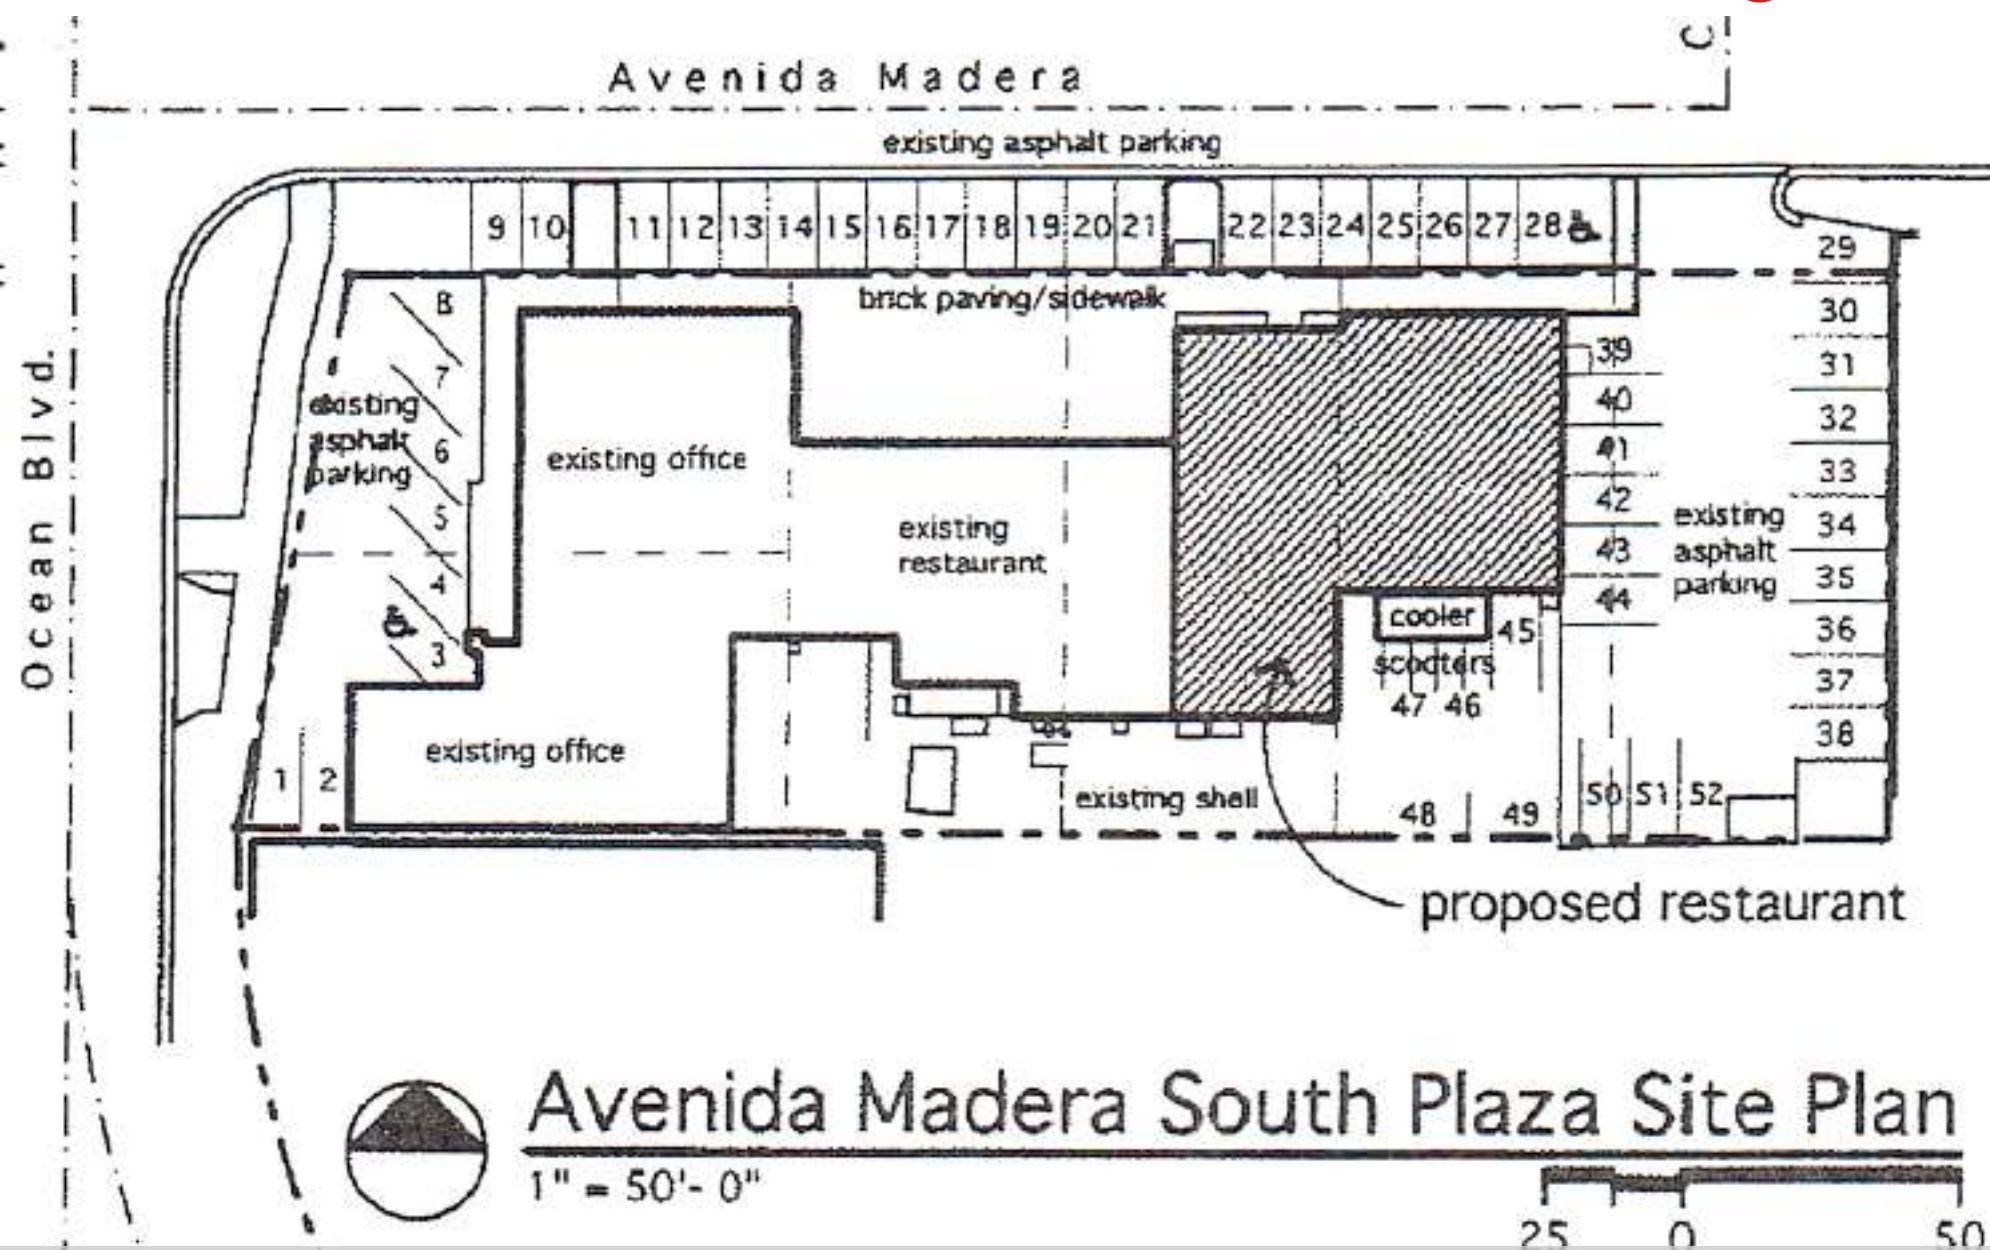 Avenida Madera
C
existing asphalt parking
9 10 11 12 13 14 15 16 17 18 19 20 21 22 23 24 25 26 27 28
29
brick paving/sidewalk
8
7
existing
asphalt
parking
6
5
4
3
1 2
Ocean Blvd.
existing office
existing
restaurant
existing office
existing shell
39
40
41
42
43
44
existing
asphalt
parking
30
31
32
33
34
35
36
37
38
cooler
45
scooters
47 46
48 49 50 51 52
proposed restaurant
Avenida Madera South Plaza Site Plan
1" = 50'- 0"
25 0 50